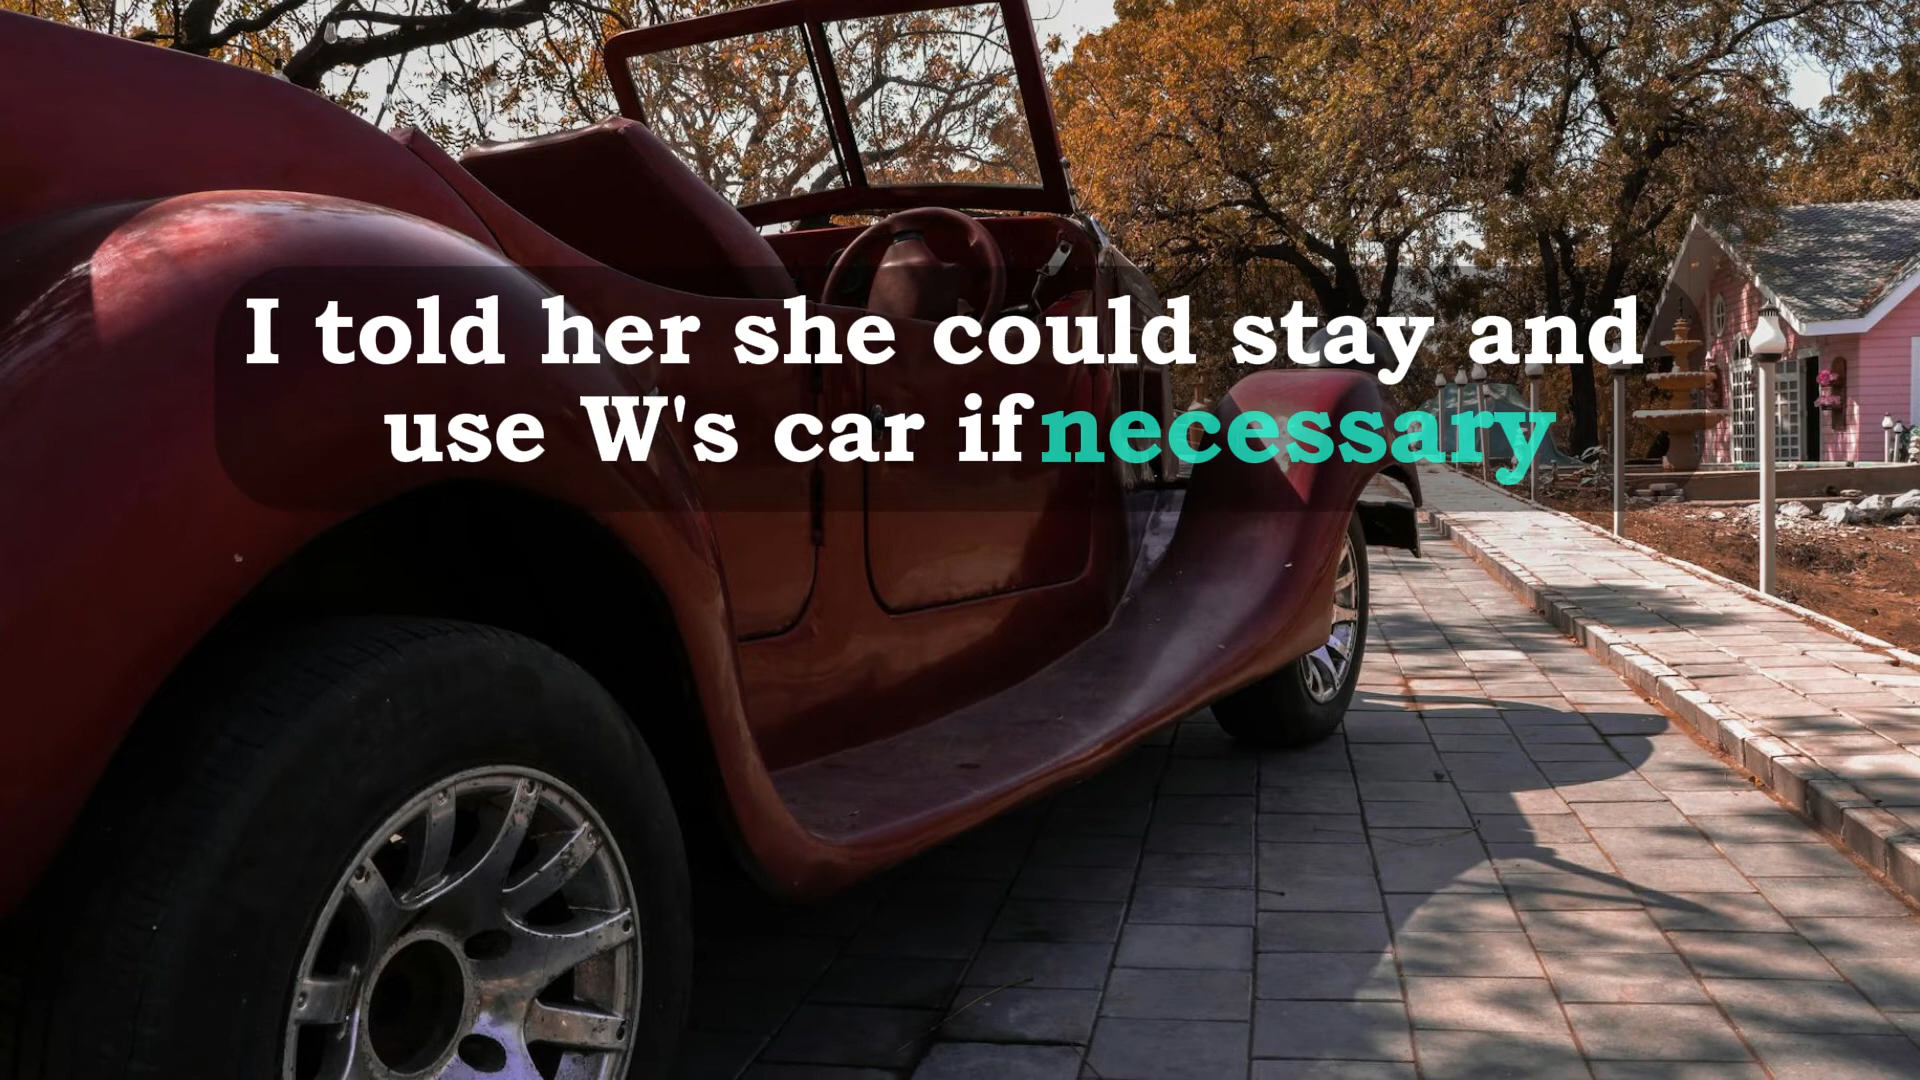 I told her she could stay and
use W's car if necessary